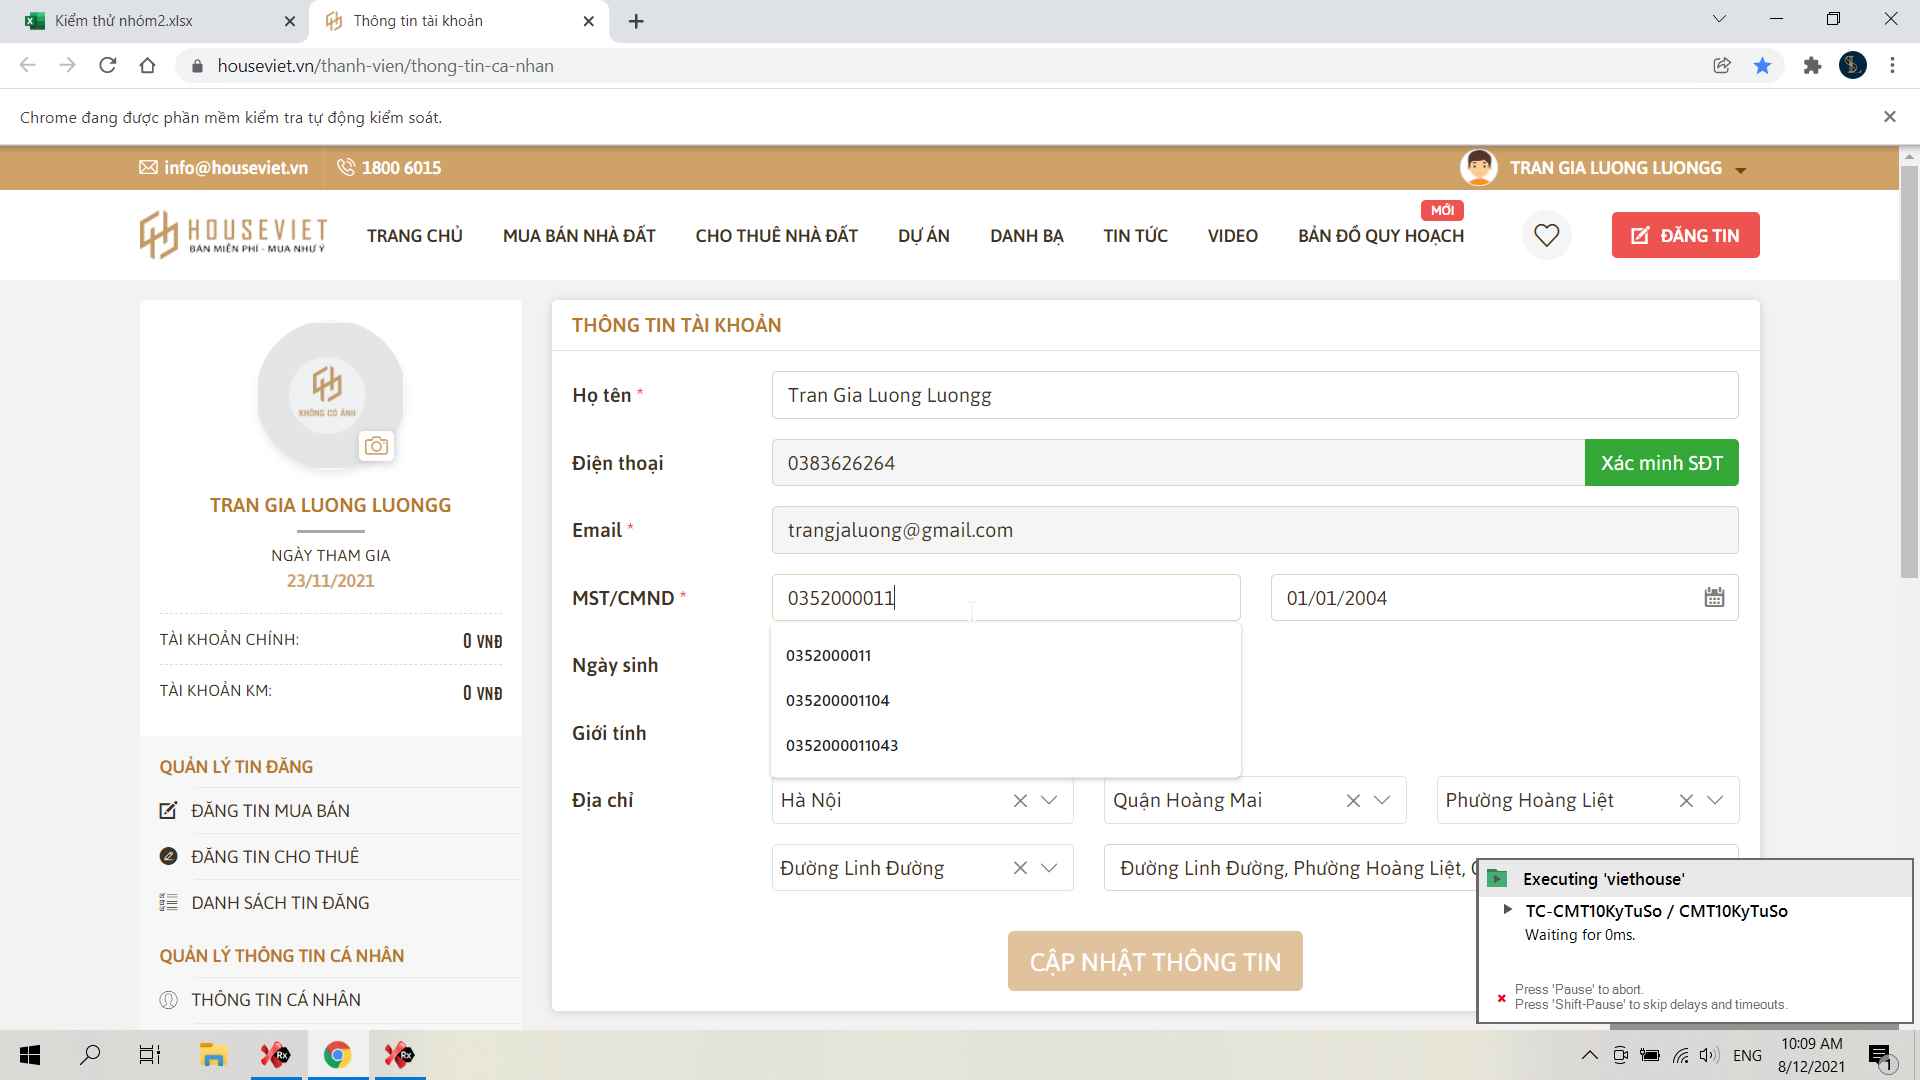 Kiểm thử nhóm2.xlsx
Thông tin tài khoản
houseviet.vn/thanh-vien/thong-tin-ca-nhan
Chrome đang được phần mềm kiểm tra tự động kiểm soát.
info@houseviet.vn
1800 6015
TRAN GIA LUONG LUONGG
HOUSEVIET
BÁN MIỄN PHÍ - MUA NHƯ Ý
TRANG CHỦ
MUA BÁN NHÀ ĐẤT
CHO THUÊ NHÀ ĐẤT
DỰ ÁN
DANH BẠ
TIN TỨC
VIDEO
BẢN ĐỒ QUY HOẠCH
MỚI
ĐĂNG TIN
KHÔNG CÓ ẢNH
TRAN GIA LUONG LUONGG
NGÀY THAM GIA
23/11/2021
TÀI KHOẢN CHÍNH: 0 VNĐ
TÀI KHOẢN KM: 0 VNĐ
QUẢN LÝ TIN ĐĂNG
ĐĂNG TIN MUA BÁN
ĐĂNG TIN CHO THUÊ
DANH SÁCH TIN ĐĂNG
QUẢN LÝ THÔNG TIN CÁ NHÂN
THÔNG TIN CÁ NHÂN
THÔNG TIN TÀI KHOẢN
Họ tên * Tran Gia Luong Luongg
Điện thoại 0383626264 Xác minh SĐT
Email * trangjaluong@gmail.com
MST/CMND * 0352000011 01/01/2004
0352000011
035200001104
0352000011043
Ngày sinh
Giới tính
Địa chỉ Hà Nội Quận Hoàng Mai Phường Hoàng Liệt
Đường Linh Đường Đường Linh Đường, Phường Hoàng Liệt,
CẬP NHẬT THÔNG TIN
Executing 'viethouse'
TC-CMT10KyTuSo / CMT10KyTuSo
Waiting for 0ms.
Press 'Pause' to abort.
Press 'Shift-Pause' to skip delays and timeouts.
Rx
Rx
ENG
10:09 AM
8/12/2021
1